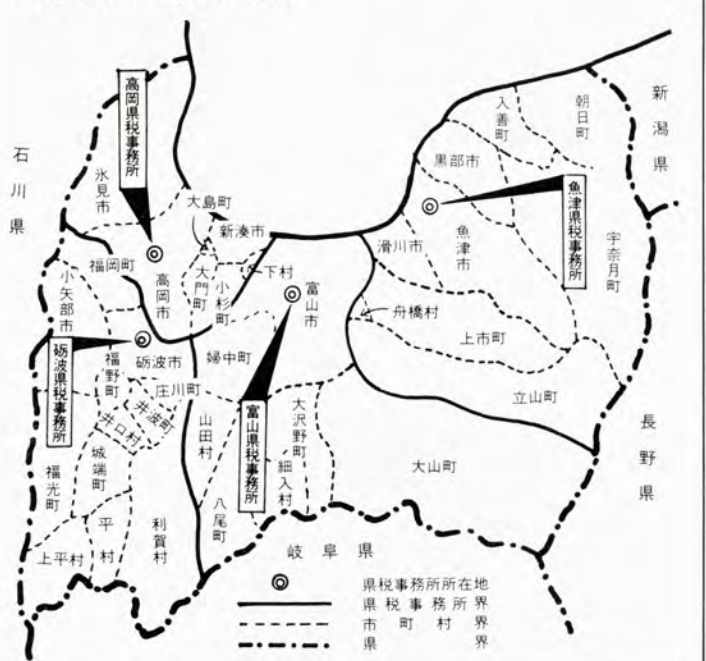 高岡県税事務所
魚津県税事務所
砺波県税事務所
富山県税事務所
石川県
新潟県
長野県
岐阜県
氷見市
大島町
新湊市
福岡町
高岡市
大門町
小杉町
下村
小矢部市
富山市
入善町
朝日町
黒部市
魚津市
滑川市
宇奈月町
舟橋村
上市町
立山町
福野町
砺波市
婦中町
庄川町
井波町
井口村
城端町
福光町
山田村
大沢野町
細入村
大山町
八尾町
上平村
平村
利賀村
県税事務所所在地
県税事務所界
市町村界
県界